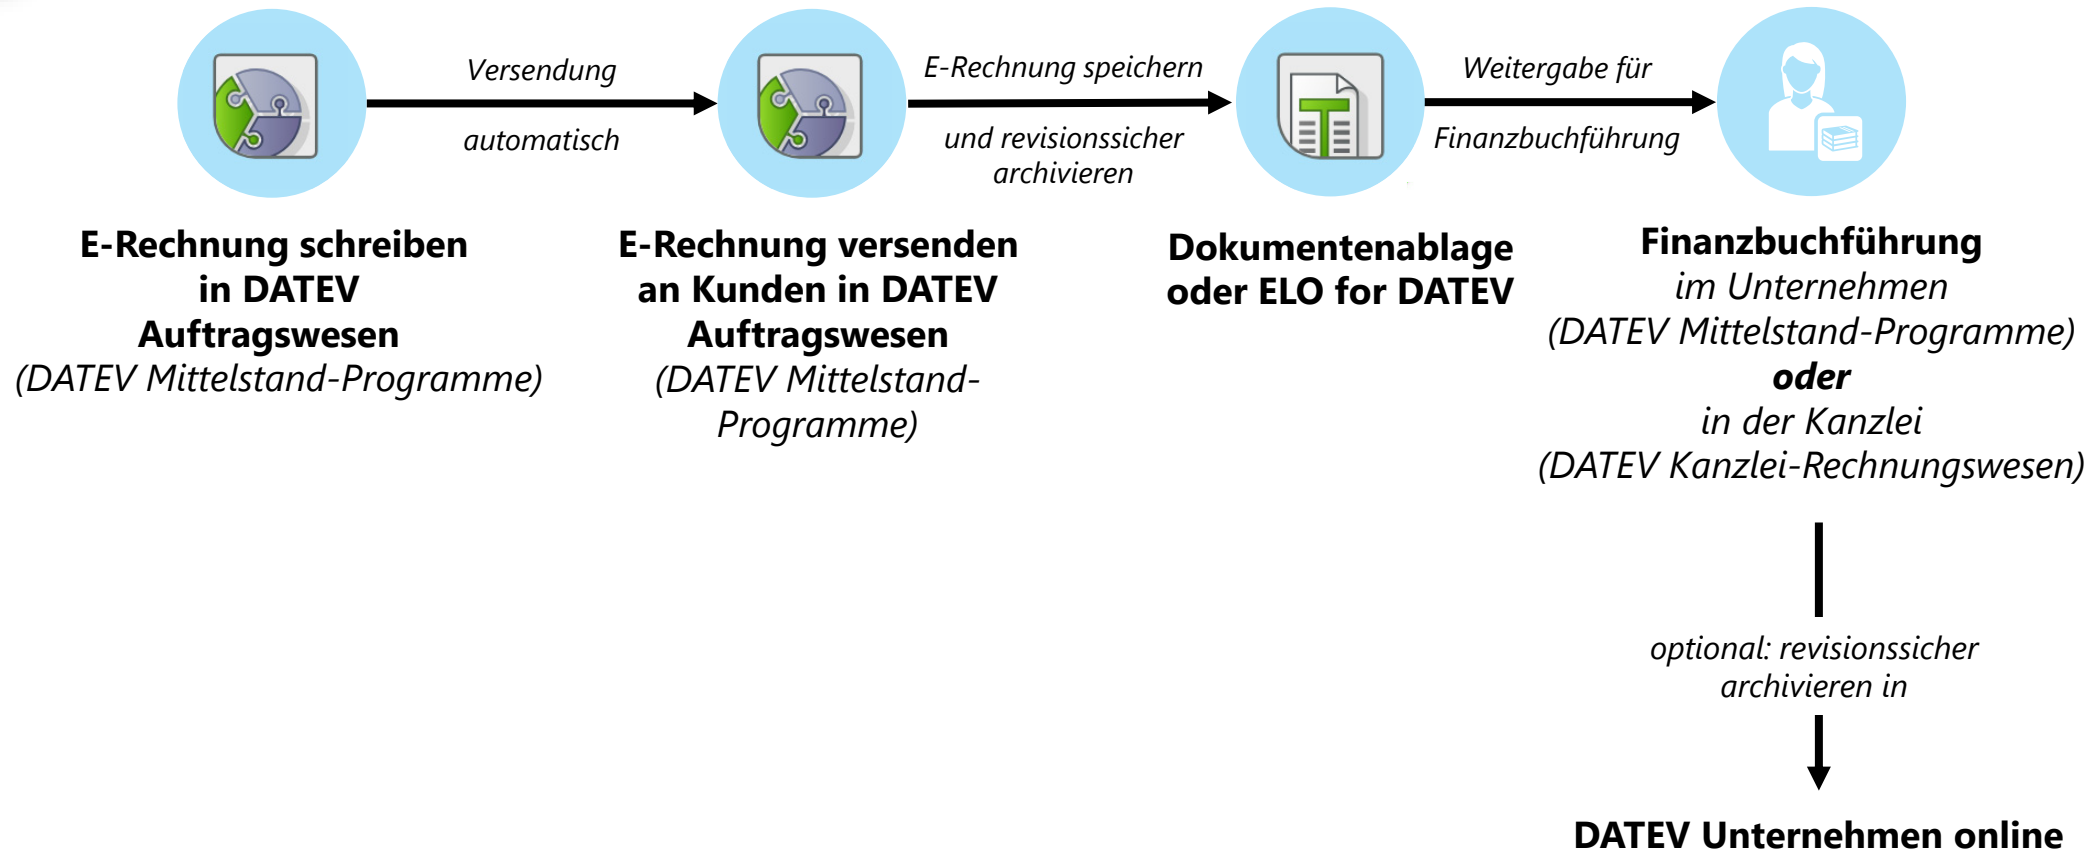 Versendung
automatisch
E-Rechnung speichern
und revisionssicher
archivieren
Weitergabe für
Finanzbuchführung
E-Rechnung schreiben
in DATEV
Auftragswesen
(DATEV Mittelstand-Programme)
E-Rechnung versenden
an Kunden in DATEV
Auftragswesen
(DATEV Mittelstand-
Programme)
Dokumentenablage
oder ELO for DATEV
Finanzbuchführung
im Unternehmen
(DATEV Mittelstand-Programme)
oder
in der Kanzlei
(DATEV Kanzlei-Rechnungswesen)
optional: revisionssicher
archivieren in
DATEV Unternehmen online